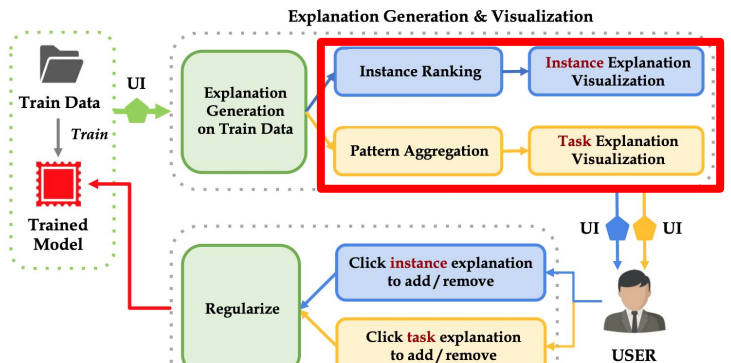 Explanation Generation & Visualization
Train Data
UI
Train
Trained
Model
Explanation
Generation
on Train Data
Instance Ranking
Instance Explanation
Visualization
Pattern Aggregation
Task Explanation
Visualization
UI
UI
USER
Click instance explanation
to add / remove
Click task explanation
to add / remove
Regularize